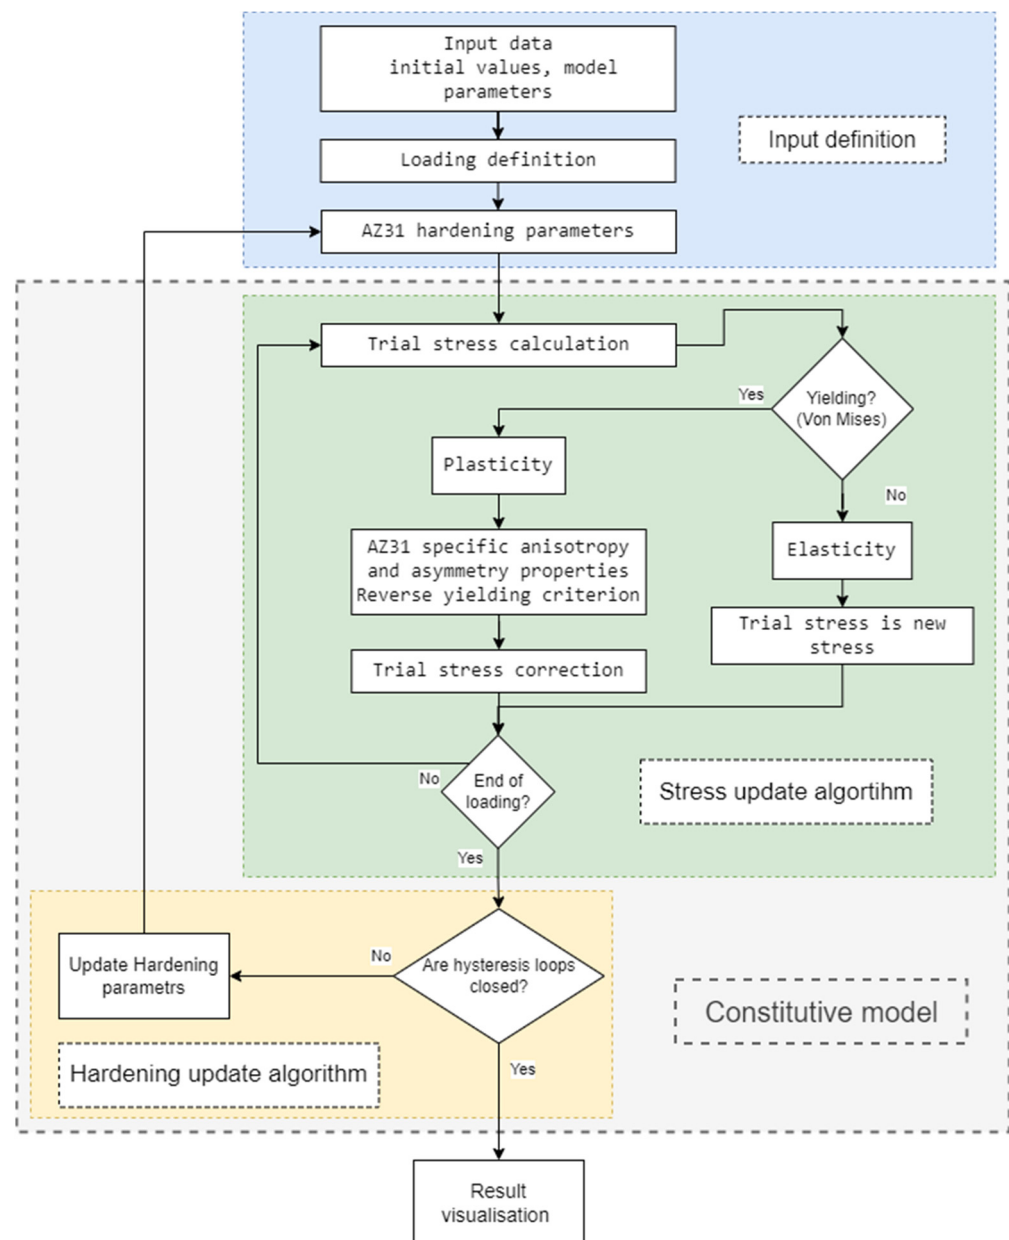 Input data
initial values, model
parameters
Input definition
Loading definition
AZ31 hardening parameters
Trial stress calculation
Yes
Yielding?
(Von Mises)
Plasticity
No
AZ31 specific anisotropy
and asymmetry properties
Reverse yielding criterion
Elasticity
Trial stress is new
stress
Trial stress correction
No
End of
loading?
Stress update algortihm
Yes
Update Hardening
parametrs
No
Are hysteresis loops
closed?
Constitutive model
Hardening update algorithm
Yes
Result
visualisation